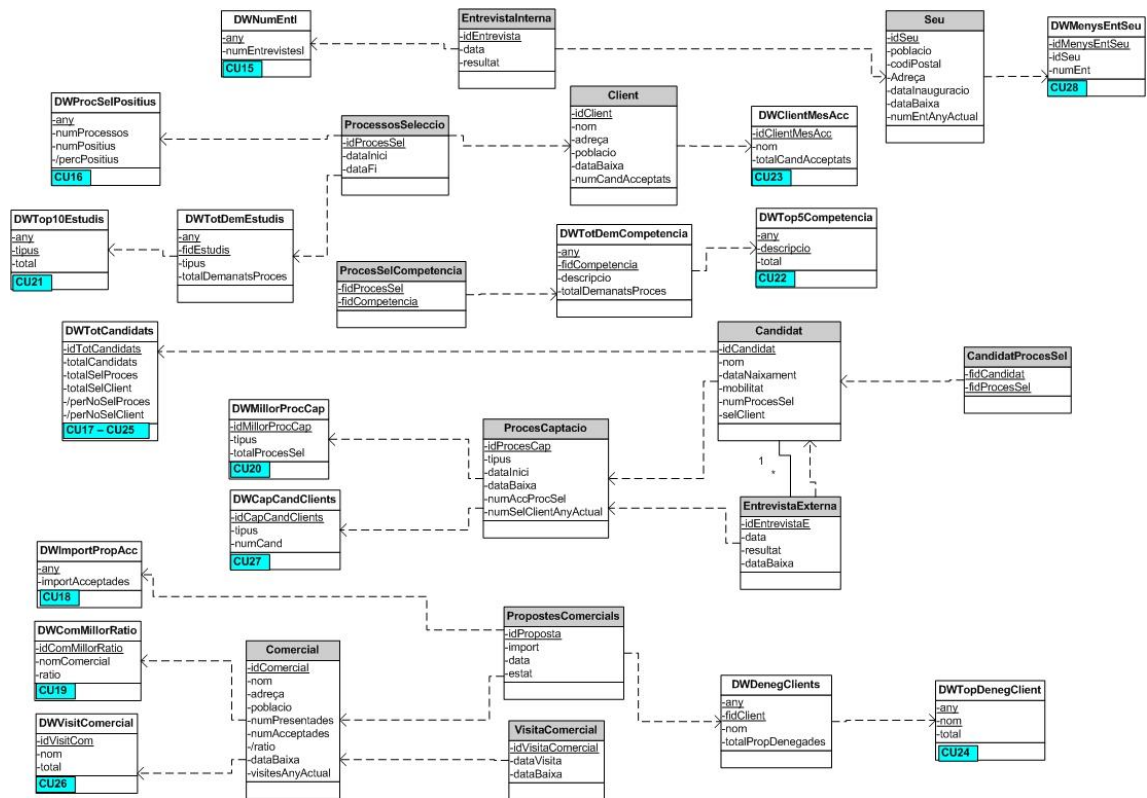 DWNumEntI
-any
-numEntrevistesI
CU15
EntrevistaInterna
-idEntrevista
-data
-resultat
Seu
-idSeu
-poblacio
-codiPostal
-Adreça
-dataInauguracio
-dataBaixa
-numEntAnyActual
DWMenysEntSeu
-idMenysEntSeu
-idSeu
-numEnt
CU28
DWProcSelPositius
-any
-numProcessos
-numPositius
-/percPositius
CU16
ProcessosSeleccio
-idProcesSel
-dataInici
-dataFi
Client
-idClient
-nom
-adreça
-poblacio
-dataBaixa
-numCandAcceptats
DWClientMesAcc
-idClientMesAcc
-nom
-totalCandAcceptats
CU23
DWTop10Estudis
-any
-tipus
-total
CU21
DWTotDemEstudis
-any
-fidEstudis
-tipus
-totalDemanatsProces
ProcesSelCompetencia
-fidProcesSel
-fidCompetencia
DWTotDemCompetencia
-any
-fidCompetencia
-descripcio
-totalDemanatsProces
DWTop5Competencia
-any
-descripcio
-total
CU22
DWTotCandidats
-idTotCandidats
-totalCandidats
-totalSelProces
-totalSelClient
-/perNoSelProces
-/perNoSelClient
CU17 – CU25
Candidat
-idCandidat
-nom
-dataNaixament
-mobilitat
-numProcesSel
-selClient
CandidatProcesSel
-fidCandidat
-fidProcesSel
DWMillorProcCap
-idMillorProcCap
-tipus
-totalProcesSel
CU20
ProcesCaptacio
-idProcesCap
-tipus
-dataInici
-dataBaixa
-numAccProcSel
-numSelClientAnyActual
1
*
DWCapCandClients
-idCapCandClients
-tipus
-numCand
CU27
EntrevistaExterna
-idEntrevistaE
-data
-resultat
-dataBaixa
DWImportPropAcc
-any
-importAcceptades
CU18
PropostesComercials
-idProposta
-import
-data
-estat
DWComMillorRatio
-idComMillorRatio
-nomComercial
-ratio
CU19
Comercial
-idComercial
-nom
-adreça
-poblacio
-numPresentades
-numAcceptades
-/ratio
-dataBaixa
-visitesAnyActual
DWDenegClients
-any
-fidClient
-nom
-totalPropDenegades
DWTopDenegClient
-any
-nom
-total
CU24
DWVisitComercial
-idVisitCom
-nom
-total
CU26
VisitaComercial
-idVisitaComercial
-dataVisita
-dataBaixa